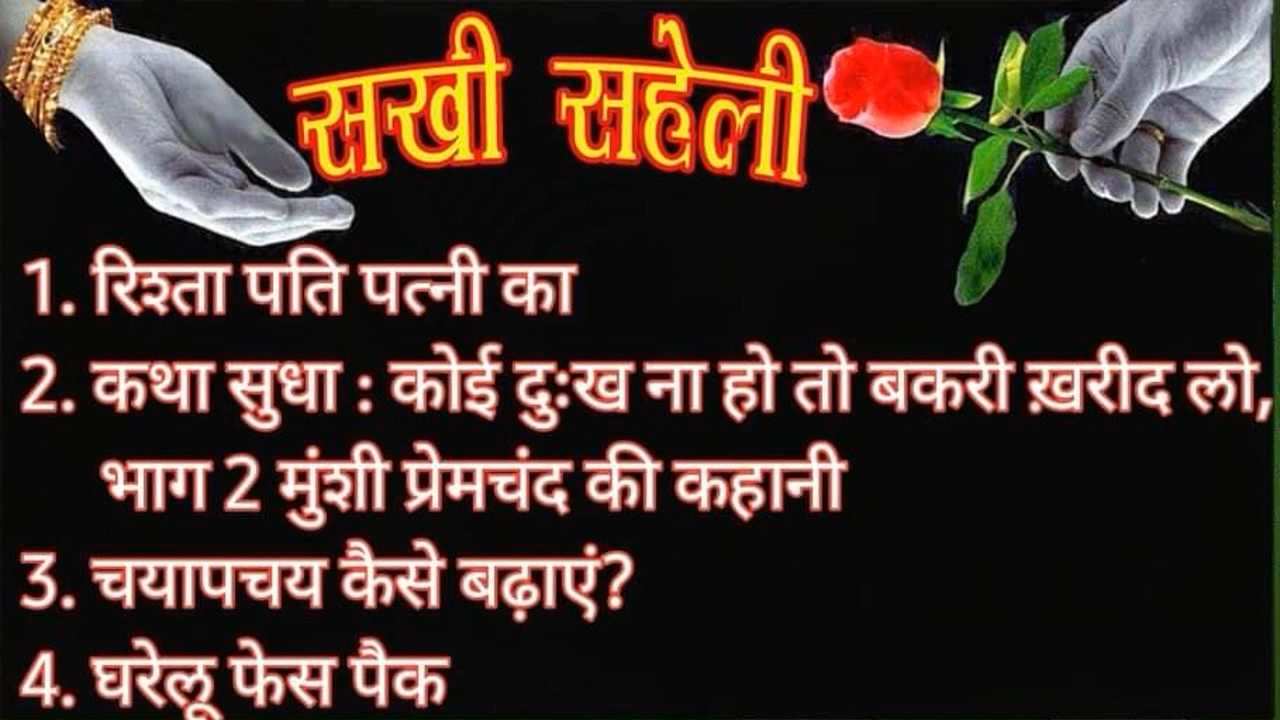 सखी सहेली
1. रिश्ता पति पत्नी का
2. कथा सुधा : कोई दुःख ना हो तो बकरी ख़रीद लो,
भाग 2 मुंशी प्रेमचंद की कहानी
3. चयापचय कैसे बढ़ाएं?
4. घरेलू फेस पैक